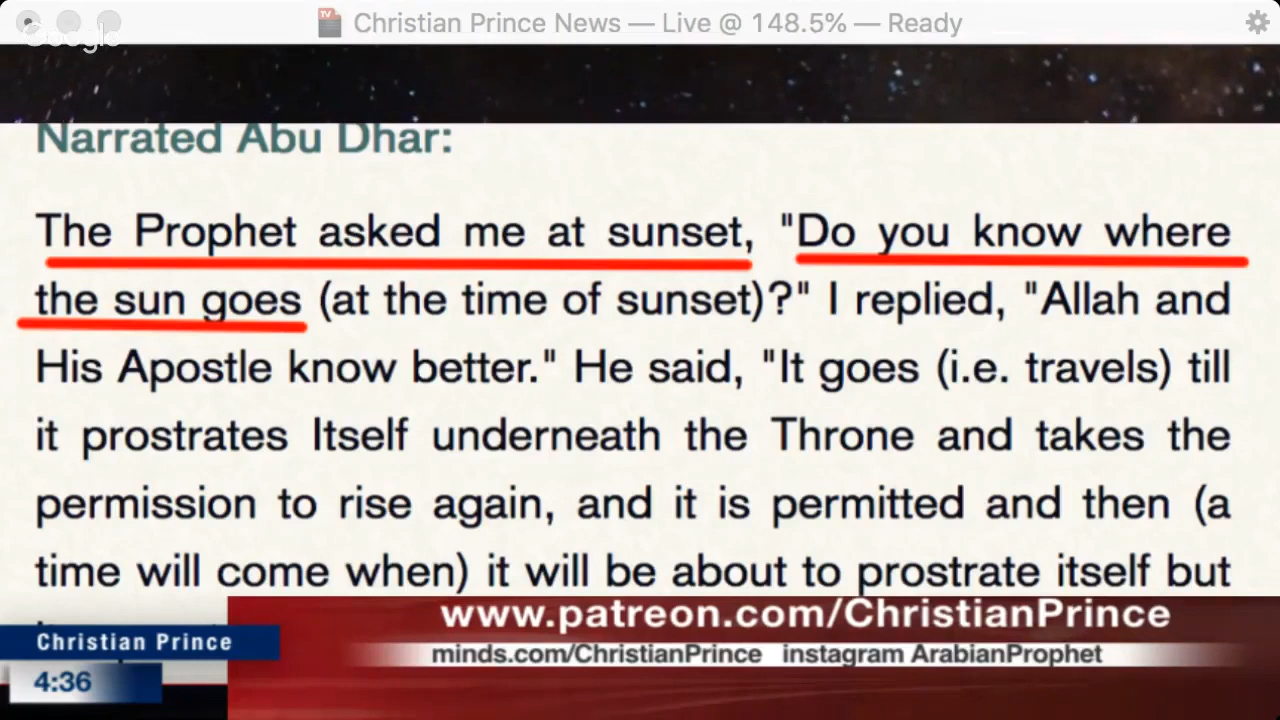 Christian Prince News — Live @ 148.5% — Ready
Google
Narrated Abu Dhar:
The Prophet asked me at sunset, "Do you know where
the sun goes (at the time of sunset)?" I replied, "Allah and
His Apostle know better." He said, "It goes (i.e. travels) till
it prostrates Itself underneath the Throne and takes the
permission to rise again, and it is permitted and then (a
time will come when) it will be about to prostrate itself but
www.patreon.com/ChristianPrince
Christian Prince
minds.com/ChristianPrince instagram ArabianProphet
4:36